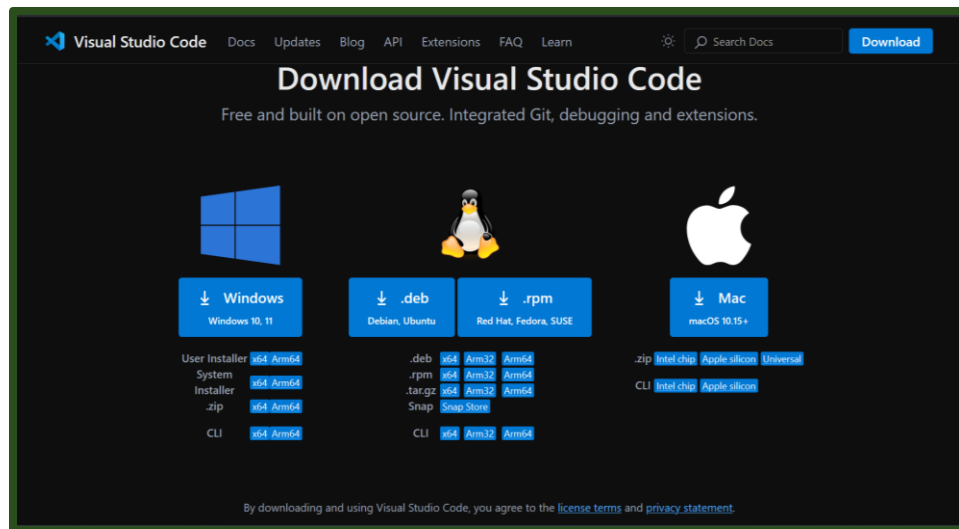 Visual Studio Code Docs Updates Blog API Extensions FAQ Learn Search Docs Download
Download Visual Studio Code
Free and built on open source. Integrated Git, debugging and extensions.
Windows
Windows 10, 11
User Installer x64 Arm64
System
Installer x64 Arm64
.zip x64 Arm64
CLI x64 Arm64
.deb
Debian, Ubuntu
.rpm
Red Hat, Fedora, SUSE
.deb x64 Arm32 Arm64
.rpm x64 Arm32 Arm64
.tar.gz x64 Arm32 Arm64
Snap Snap Store
CLI x64 Arm32 Arm64
Mac
macOS 10.15+
.zip Intel chip Apple silicon Universal
CLI Intel chip Apple silicon
By downloading and using Visual Studio Code, you agree to the license terms and privacy statement.